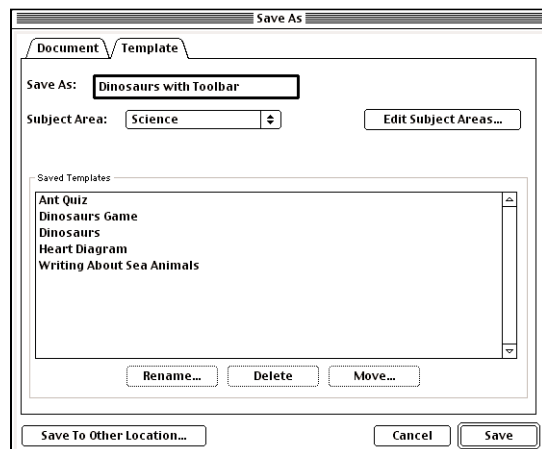 Save As
Document Template
Save As: Dinosaurs with Toolbar
Subject Area: Science Edit Subject Areas...
Saved Templates
Ant Quiz
Dinosaurs Game
Dinosaurs
Heart Diagram
Writing About Sea Animals
Rename... Delete Move...
Save To Other Location... Cancel Save